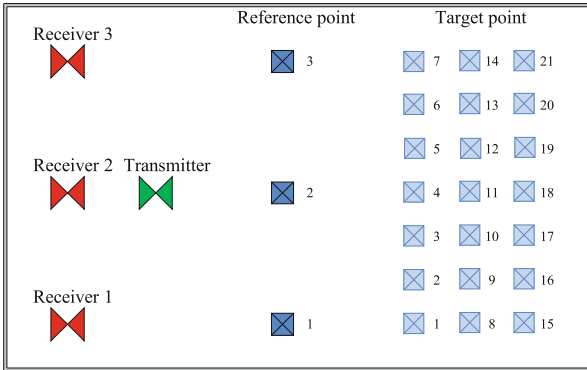 Reference point Target point
Receiver 3
3 7 14 21
6 13 20
5 12 19
Receiver 2 Transmitter
2 4 11 18
3 10 17
2 9 16
Receiver 1
1 1 8 15